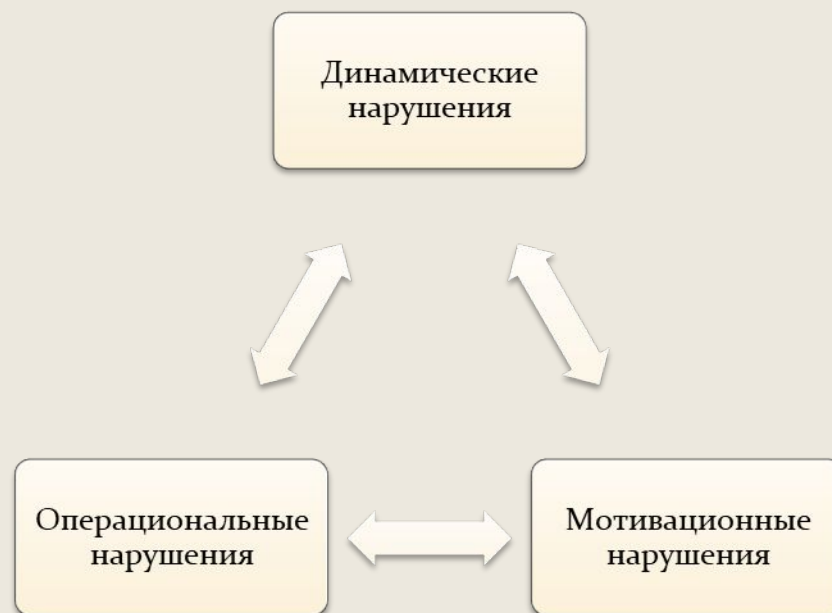 Динамические
нарушения
Операциональные
нарушения
Мотивационные
нарушения